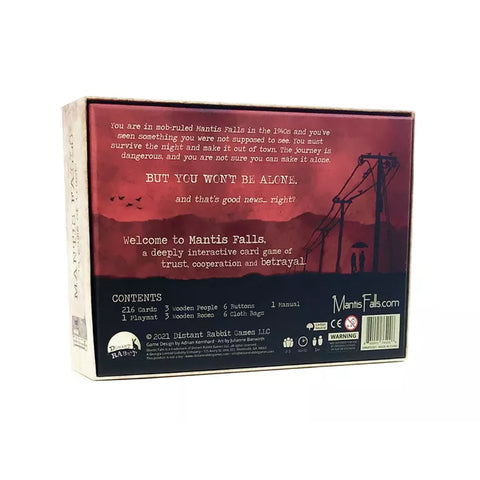 You are in mob-ruled Mantis Falls in the 1940s and you've
seen something you were not supposed to see. You must
survive the night and make it out of town. The journey is
dangerous, and you are not sure you can make it alone.
BUT YOU WON'T BE ALONE.
and that's good news... right?
Welcome to Mantis Falls,
a deeply interactive card game of
trust, cooperation and betrayal.
CONTENTS
216 Cards 3 Wooden People 6 Buttons 1 Manual
1 Playmat 3 Wooden Boxes 6 Cloth Bags
MantisFalls.com
© 2021 Distant Rabbit Games LLC
Game Design by Adrian Kerrihard - Art by Julianne Bierwirth
WARNING
DISTANT
RABBIT
MANTIS FALLS